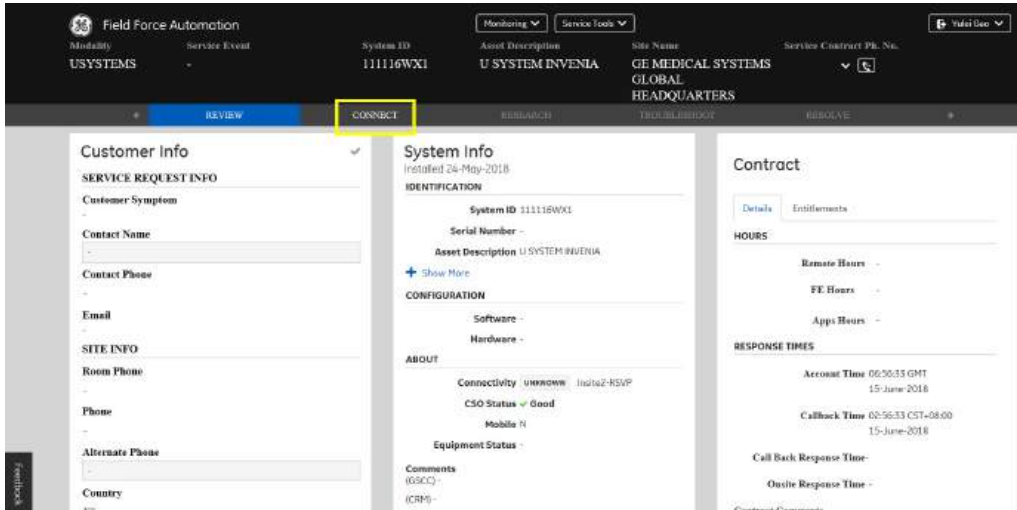 Field Force Automation
Monitoring
Service Tools
Yulei Gao
Modality
USYSTEMS
Service Event
-
System ID
111116WX1
Asset Description
U SYSTEM INVENIA
Site Name
GE MEDICAL SYSTEMS
GLOBAL
HEADQUARTERS
Service Contract Ph. No.
REVIEW
CONNECT
RESEARCH
TROUBLESHOOT
RESOLVE
Customer Info
SERVICE REQUEST INFO
Customer Symptom
-
Contact Name
-
Contact Phone
-
Email
-
SITE INFO
Room Phone
-
Phone
-
Alternate Phone
-
Country
System Info
Installed 24-May-2018
IDENTIFICATION
System ID 111116WX1
Serial Number -
Asset Description U SYSTEM INVENIA
Show More
CONFIGURATION
Software -
Hardware -
ABOUT
Connectivity UNKNOWN Insite2-RSVP
CSO Status Good
Mobile N
Equipment Status -
Comments
(GSCC) -
(CRM) -
Contract
Details Entitlements
HOURS
Remote Hours -
FE Hours -
Apps Hours -
RESPONSE TIMES
Account Time 06:56:33 GMT
15-June-2018
Callback Time 02:56:33 CST+08:00
15-June-2018
Call Back Response Time-
Onsite Response Time -
Contract Comments
Feedback